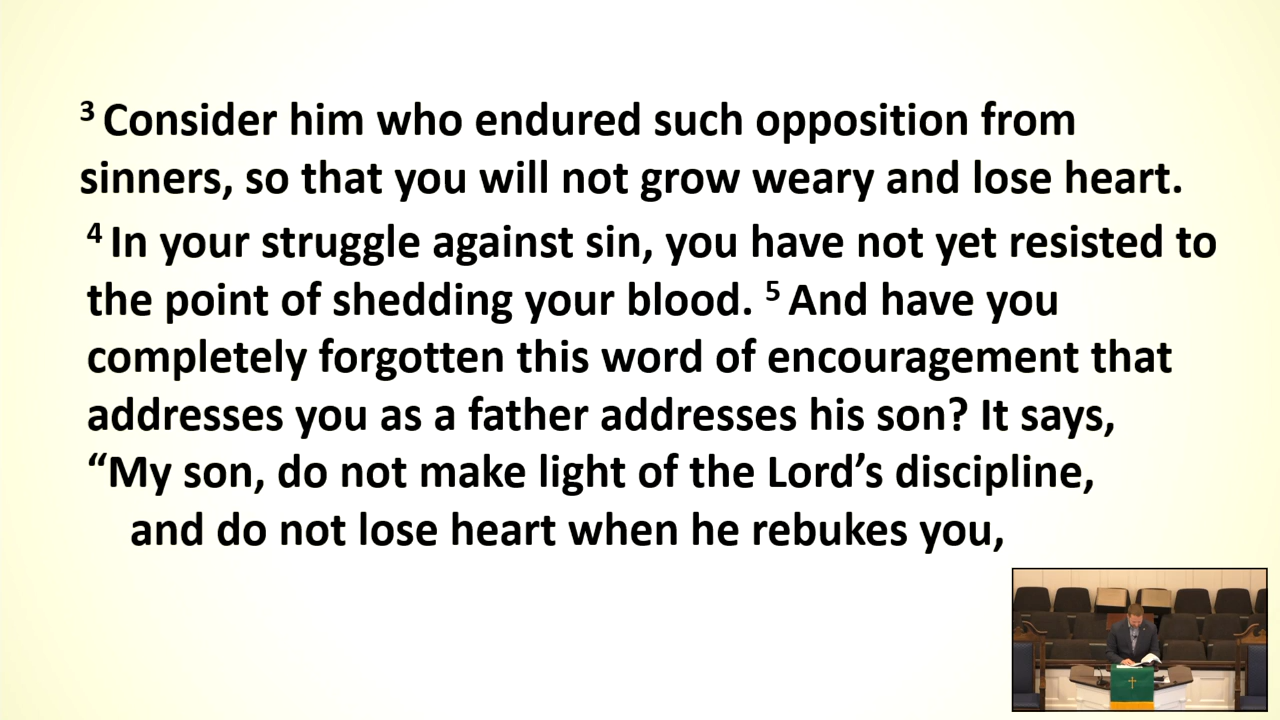 ³ Consider him who endured such opposition from
sinners, so that you will not grow weary and lose heart.
⁴ In your struggle against sin, you have not yet resisted to
the point of shedding your blood. ⁵ And have you
completely forgotten this word of encouragement that
addresses you as a father addresses his son? It says,
“My son, do not make light of the Lord’s discipline,
and do not lose heart when he rebukes you,